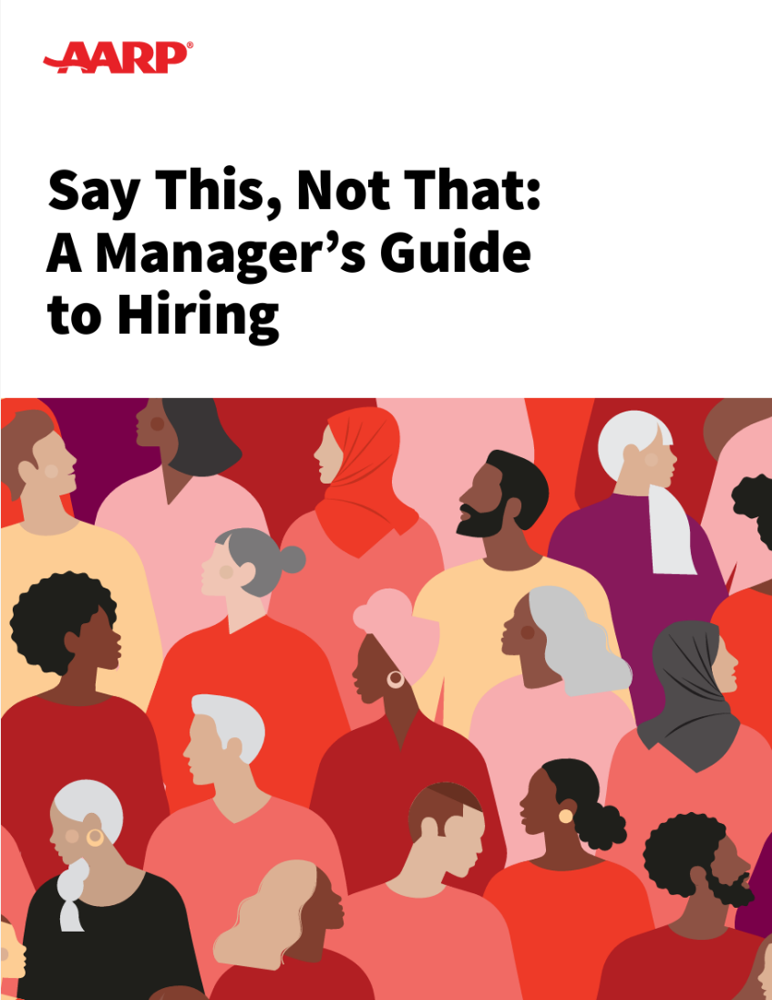 AARP®
Say This, Not That:
A Manager’s Guide
to Hiring